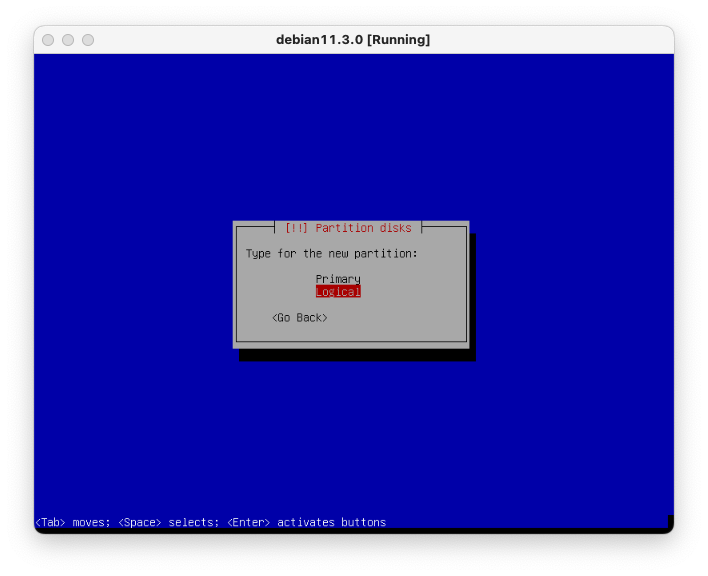 debian11.3.0 [Running]
[!!] Partition disks
Type for the new partition:
Primary
Logical
<Go Back>
<Tab> moves; <Space> selects; <Enter> activates buttons